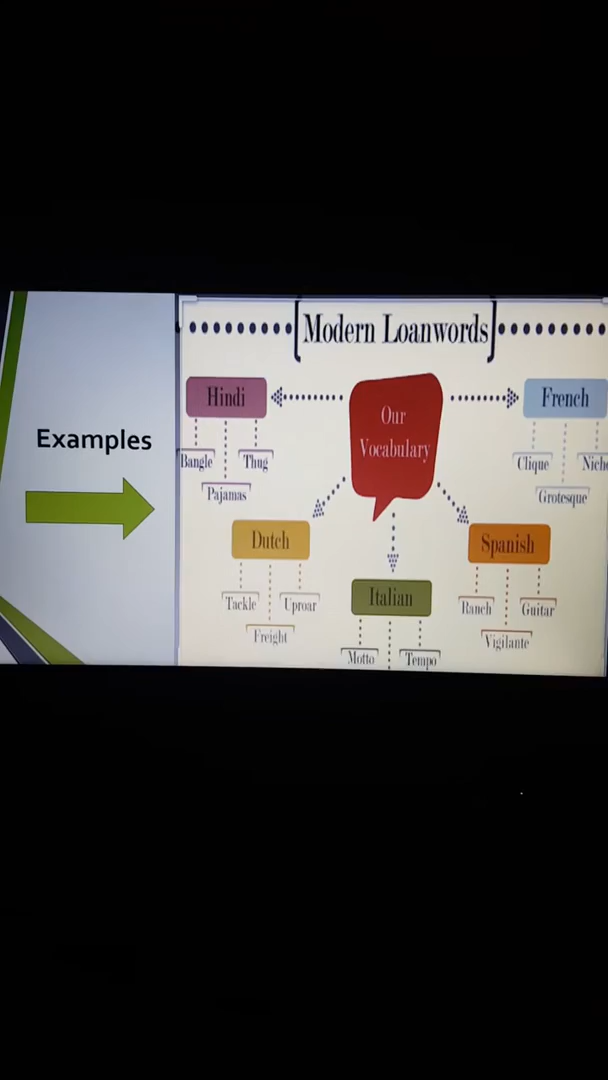 Modern Loanwords
Examples
Hindi
Bangle
Pajamas
Thug
Our
Vocabulary
French
Clique
Grotesque
Dutch
Tackle
Freight
Uproar
Italian
Motto
Tempo
Spanish
Ranch
Vigilante
Guitar